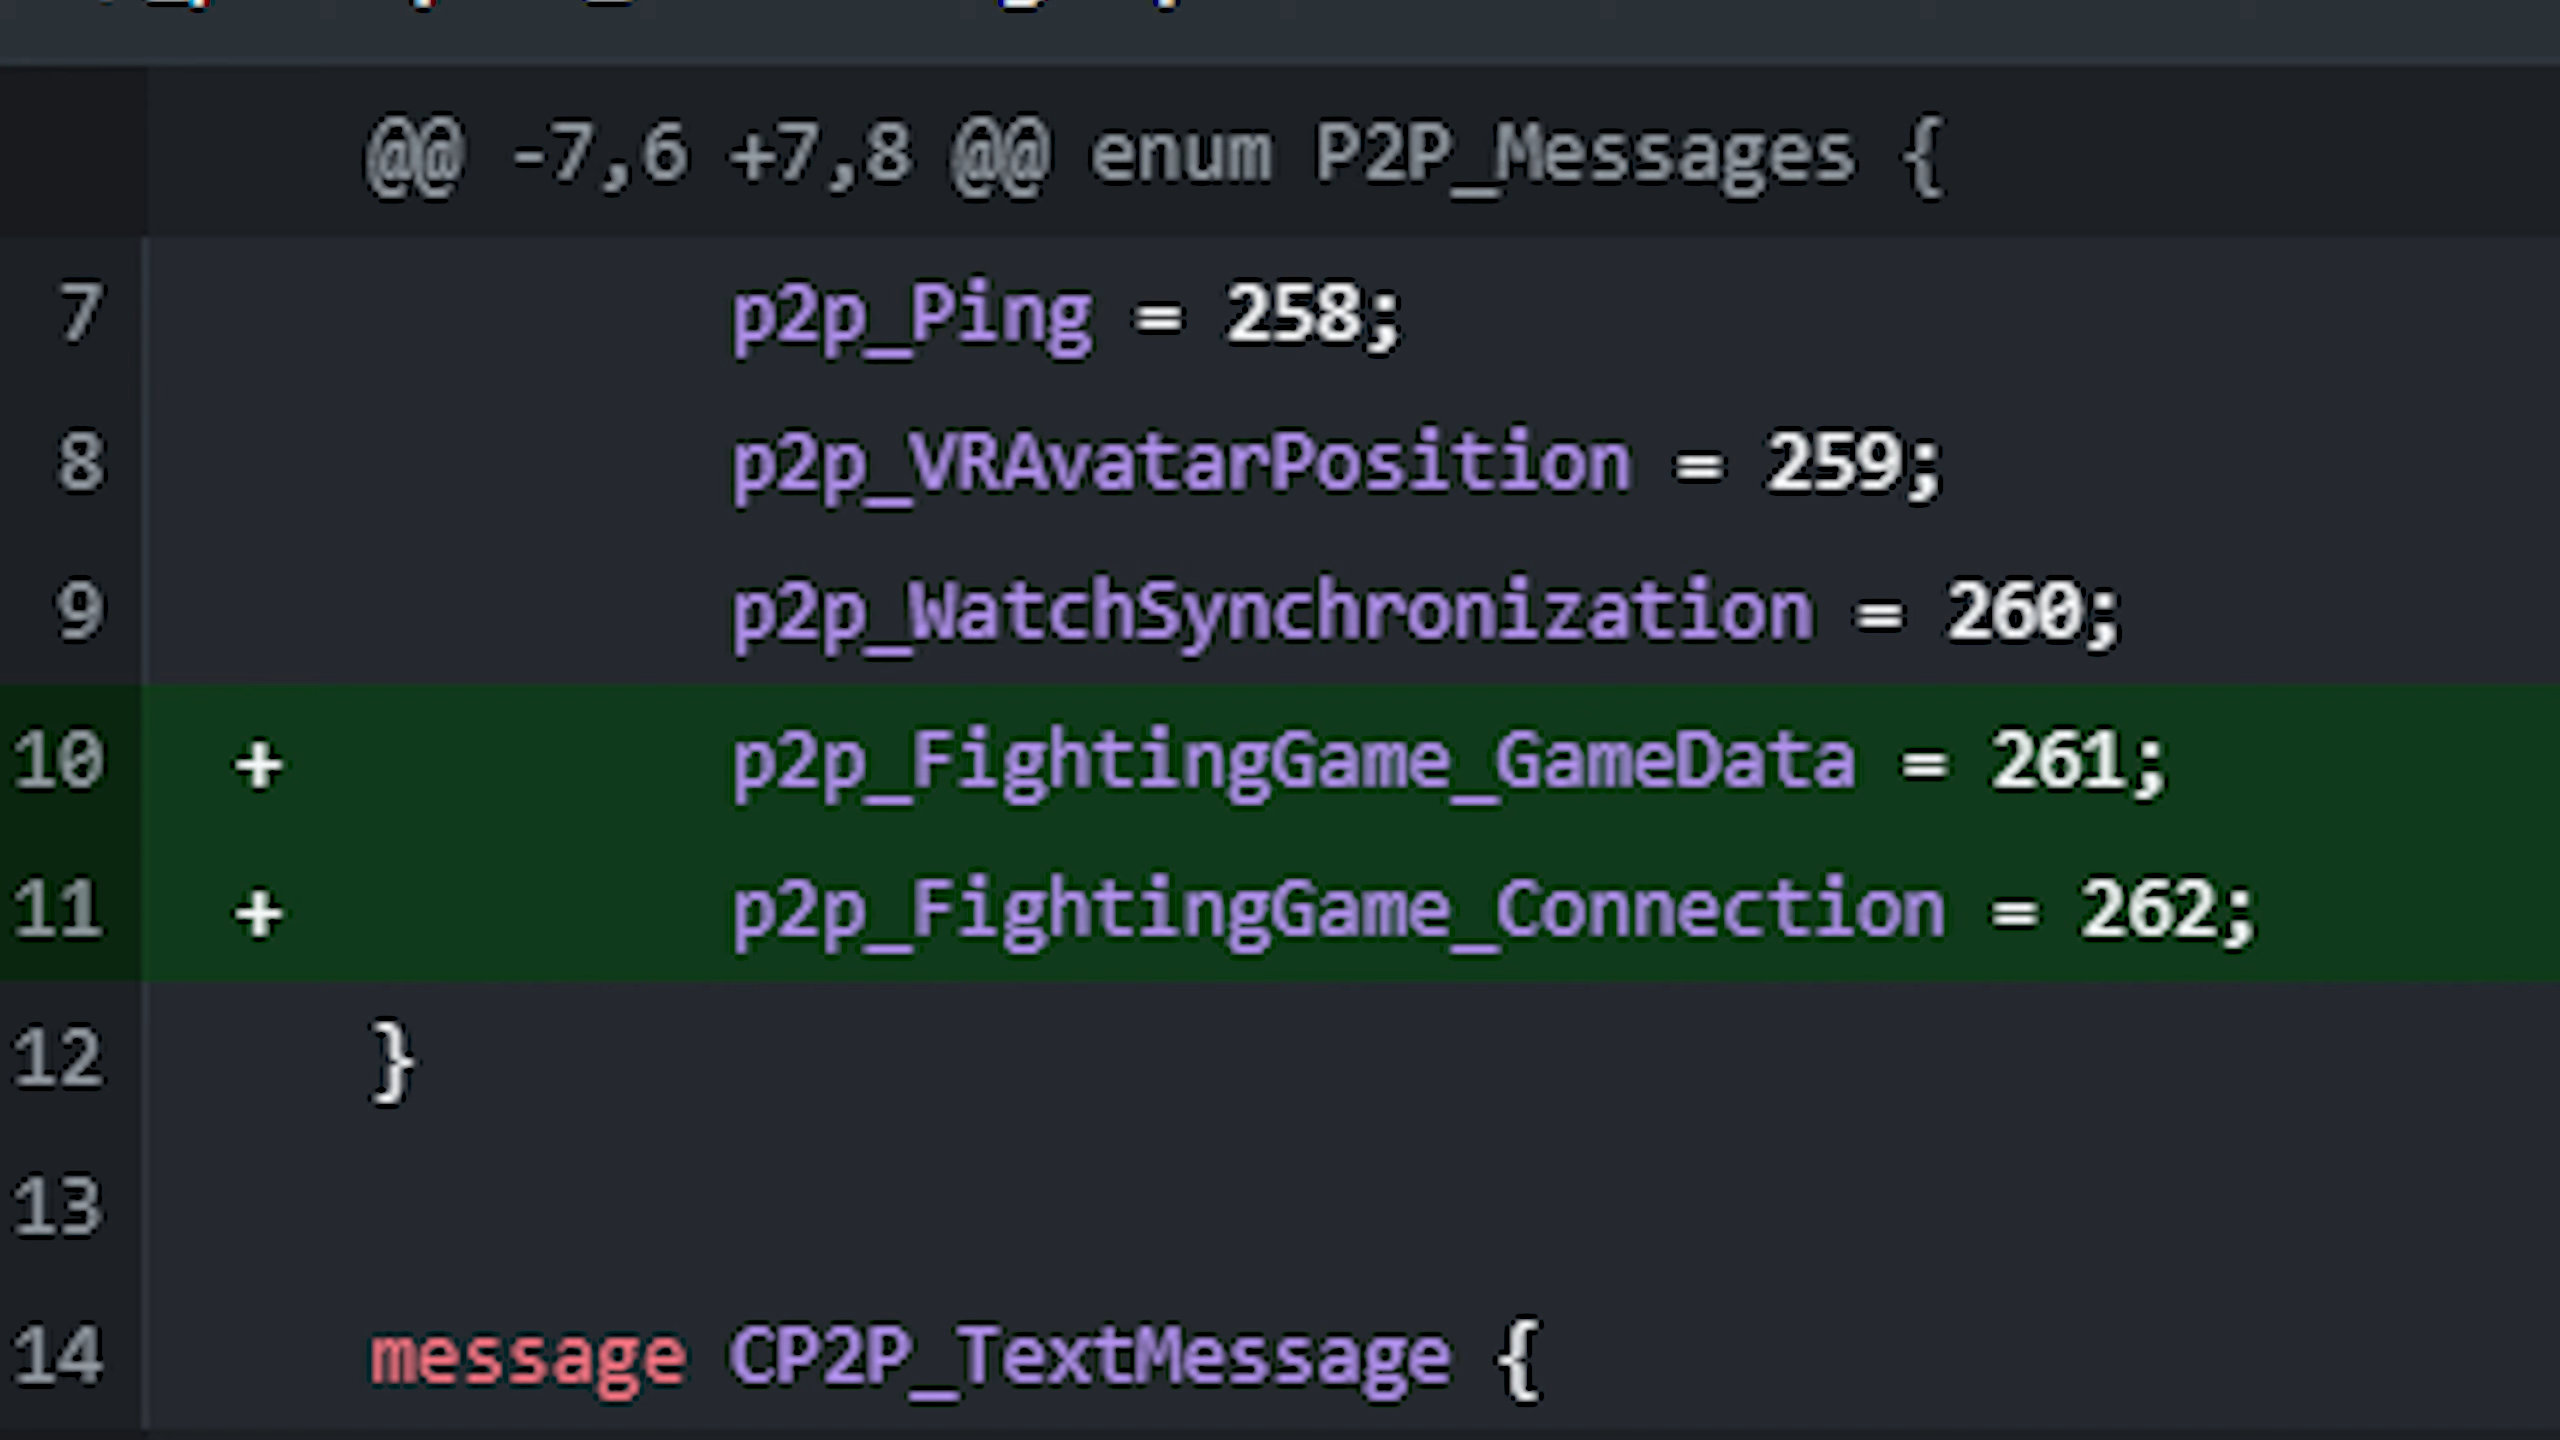 @@ -7,6 +7,8 @@ enum P2P_Messages {
7 p2p_Ping = 258;
8 p2p_VRAvatarPosition = 259;
9 p2p_WatchSynchronization = 260;
10 + p2p_FightingGame_GameData = 261;
11 + p2p_FightingGame_Connection = 262;
12 }
13
14 message CP2P_TextMessage {